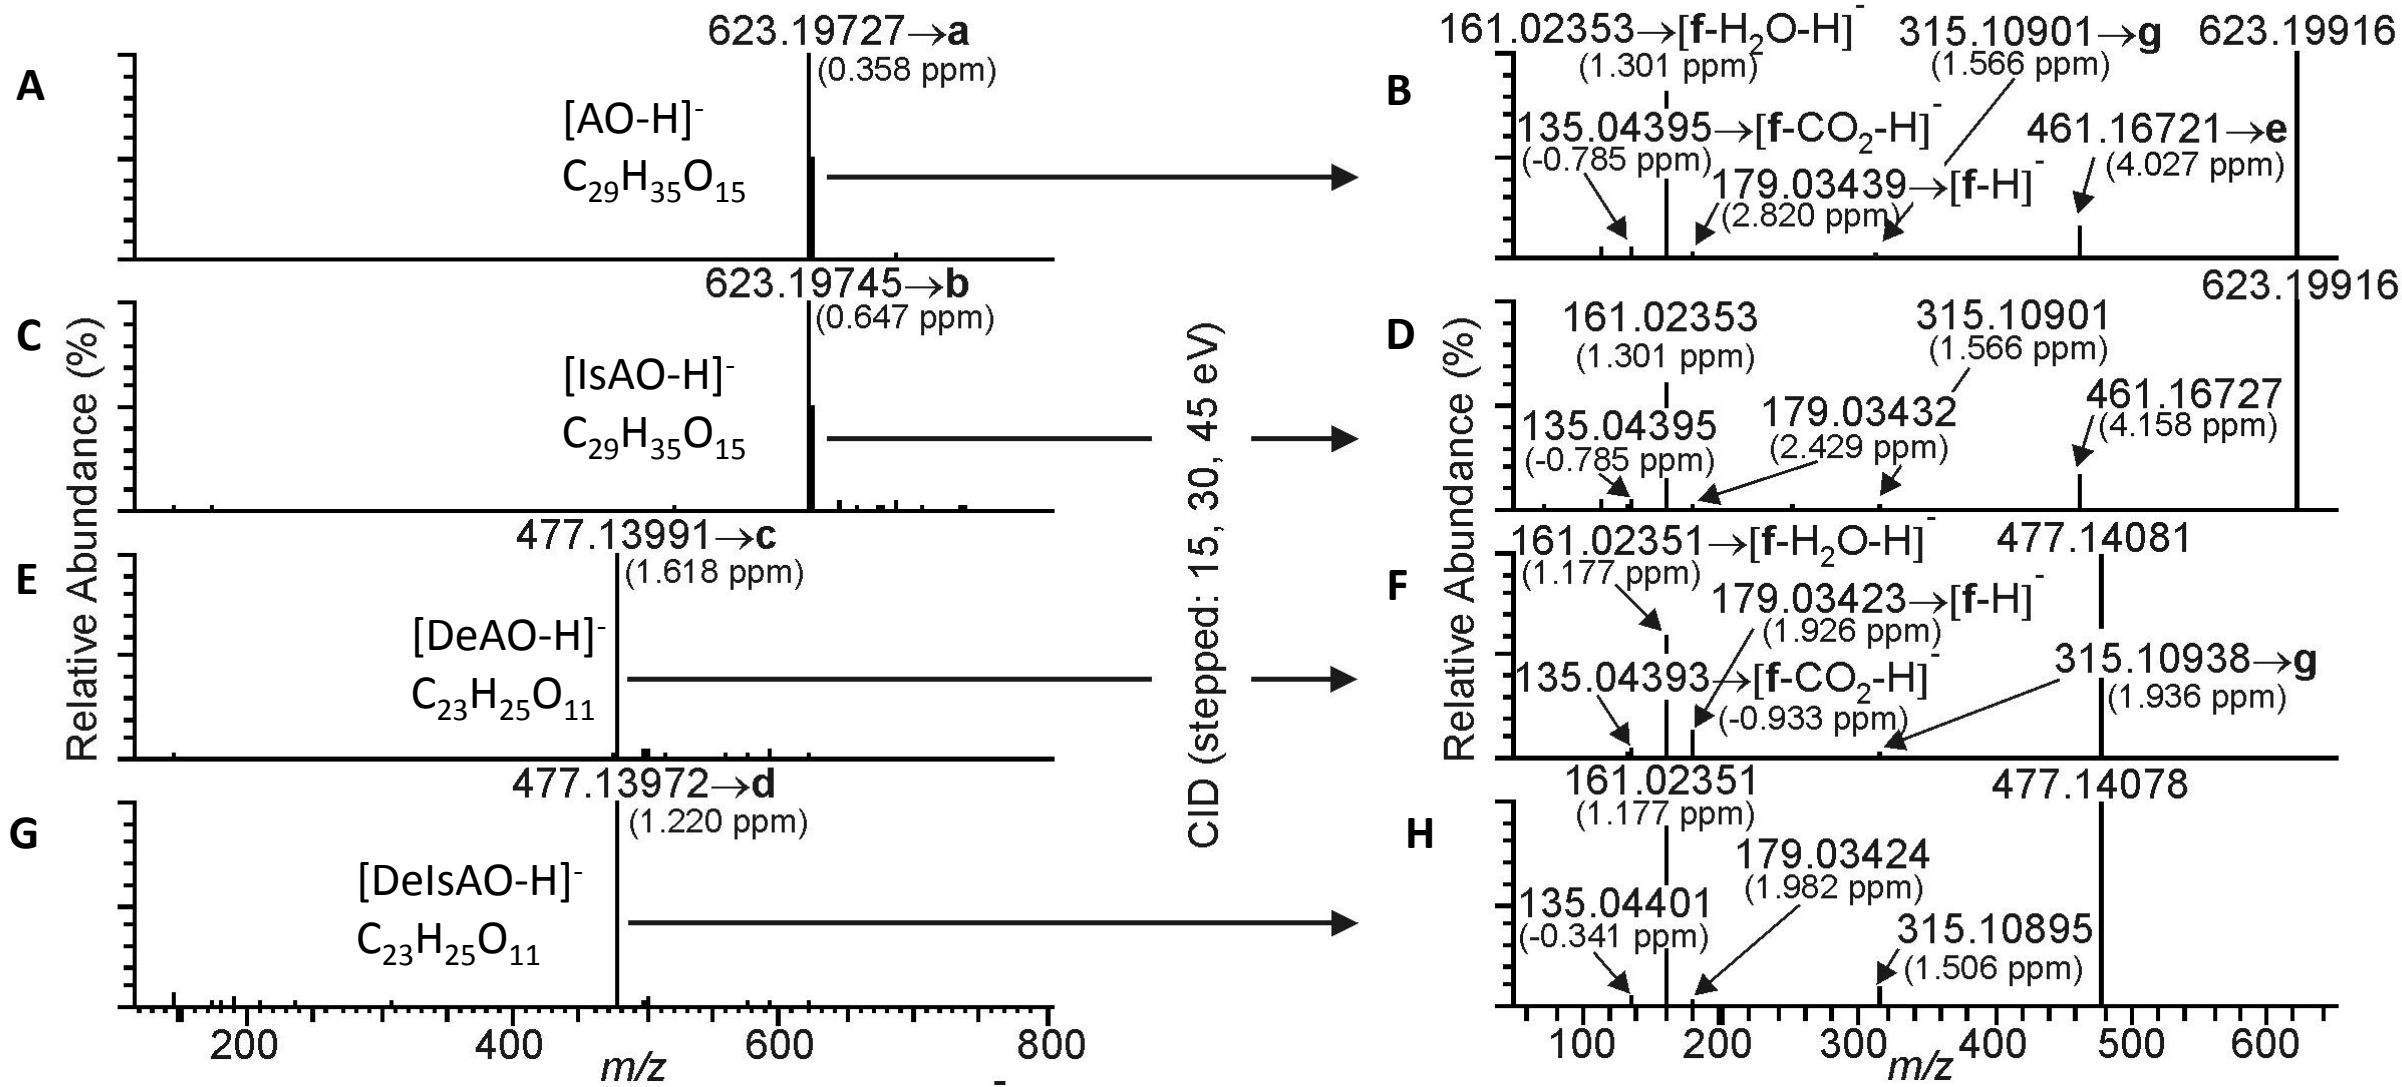 A
623.19727→a
(0.358 ppm)
[AO-H]-
C29H35O15
B
161.02353→[f-H2O-H]-
(1.301 ppm)
315.10901→g
(1.566 ppm)
623.19916
135.04395→[f-CO2-H]-
(-0.785 ppm)
461.16721→e
(4.027 ppm)
179.03439→[f-H]-
(2.820 ppm)
C
623.19745→b
(0.647 ppm)
[IsAO-H]-
C29H35O15
D
623.19916
161.02353
(1.301 ppm)
315.10901
(1.566 ppm)
461.16727
(4.158 ppm)
135.04395
(-0.785 ppm)
179.03432
(2.429 ppm)
Relative Abundance (%)
CID (stepped: 15, 30, 45 eV)
Relative Abundance (%)
E
477.13991→c
(1.618 ppm)
[DeAO-H]-
C23H25O11
F
161.02351→[f-H2O-H]-
(1.177 ppm)
477.14081
179.03423→[f-H]-
(1.926 ppm)
135.04393→[f-CO2-H]-
(-0.933 ppm)
315.10938→g
(1.936 ppm)
G
477.13972→d
(1.220 ppm)
[DeIsAO-H]-
C23H25O11
H
161.02351
(1.177 ppm)
477.14078
179.03424
(1.982 ppm)
135.04401
(-0.341 ppm)
315.10895
(1.506 ppm)
200 400 600 800
m/z
100 200 300 400 500 600
m/z